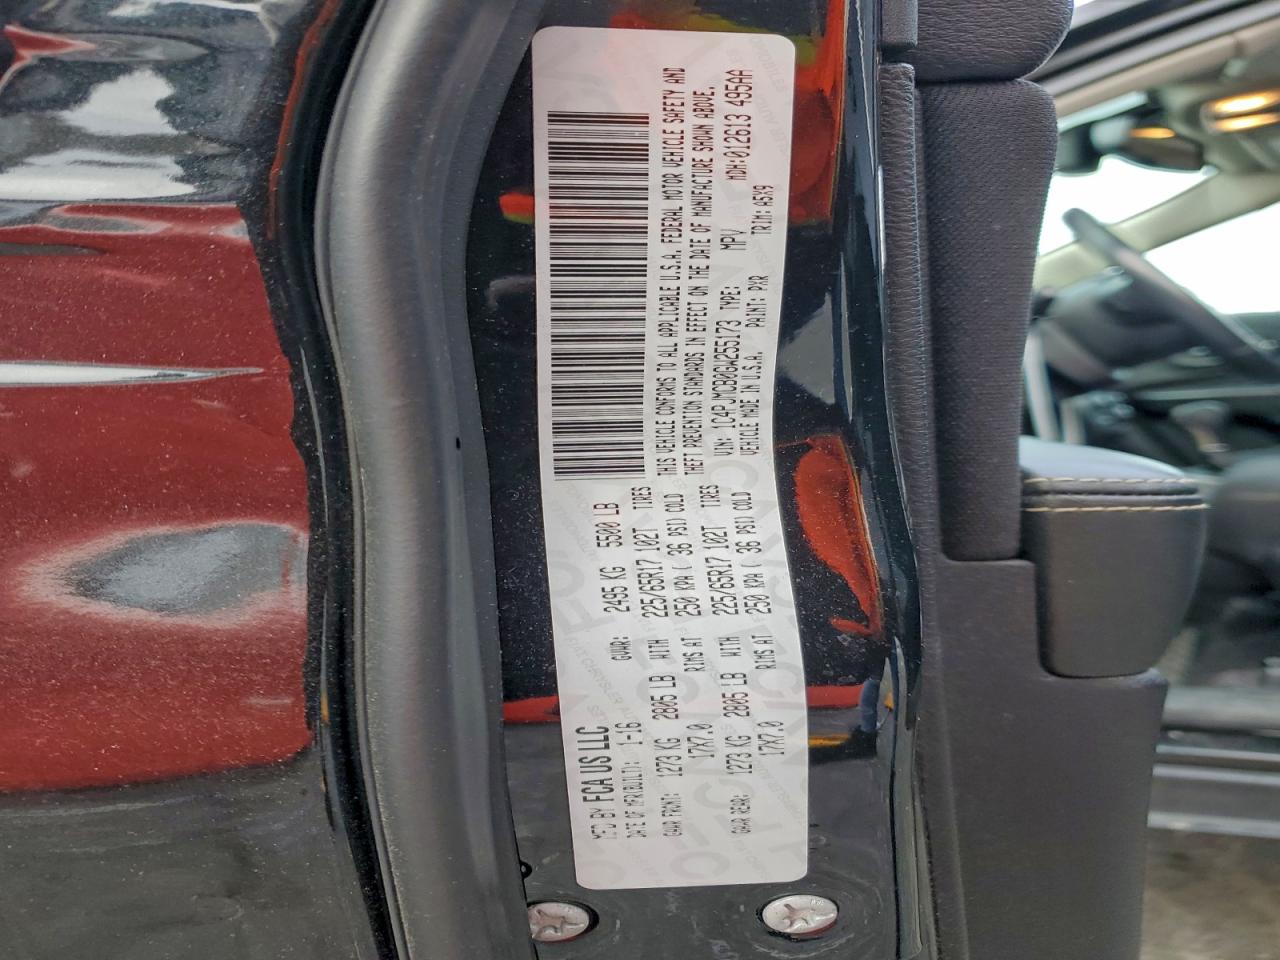 MFD BY FCA US LLC
DATE OF MFR(BUILT): 1-16 GVWR: 2495 KG 5500 LB
GAWR FRONT: 1273 KG 2805 LB WITH 225/65R17 102T TIRES
17X7.0 RIMS AT 250 KPA ( 36 PSI) COLD
GAWR REAR: 1273 KG 2805 LB WITH 225/65R17 102T TIRES
17X7.0 RIMS AT 250 KPA ( 36 PSI) COLD
THIS VEHICLE CONFORMS TO ALL APPLICABLE U.S.A. FEDERAL MOTOR VEHICLE SAFETY AND
THEFT PREVENTION STANDARDS IN EFFECT ON THE DATE OF MANUFACTURE SHOWN ABOVE.
VIN: 1C4PJMCB0GW255173 TYPE: MPV MDH:012613 495AA
VEHICLE MADE IN U.S.A. PAINT: PXR TRIM: A5X9